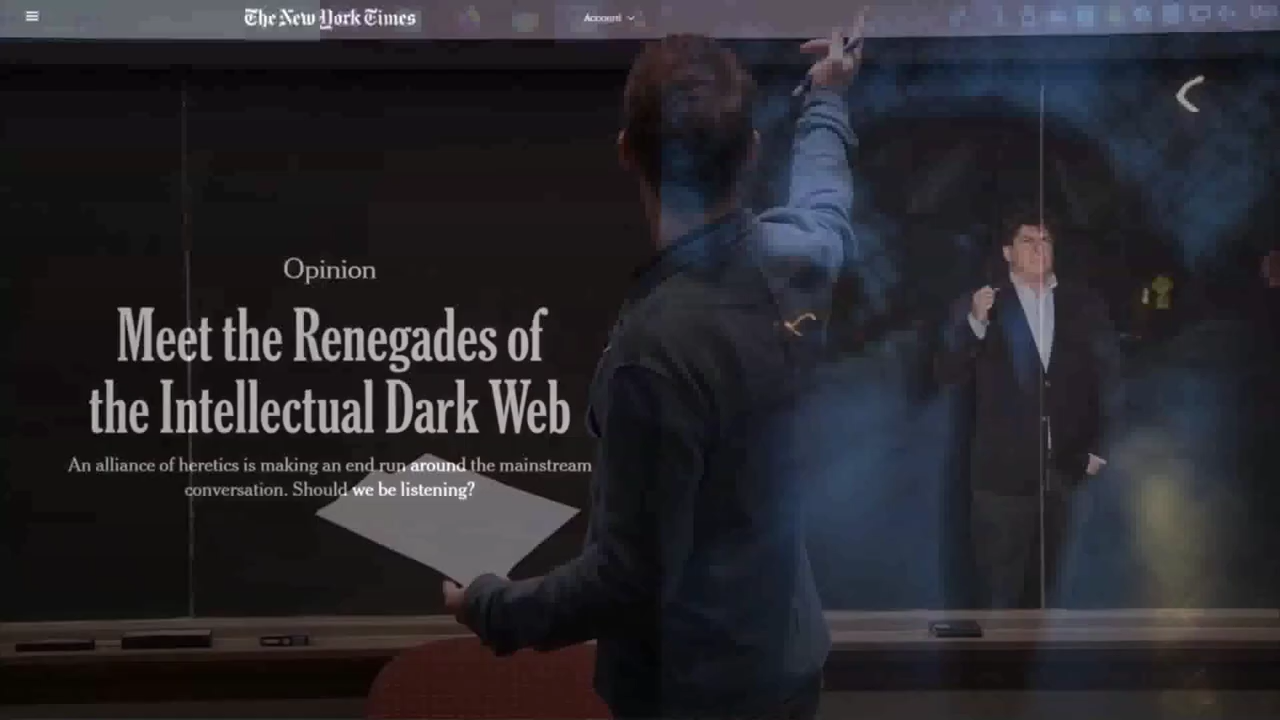 The New York Times
Account
Opinion
Meet the Renegades of
the Intellectual Dark Web
An alliance of heretics is making an end run around the mainstream
conversation. Should we be listening?